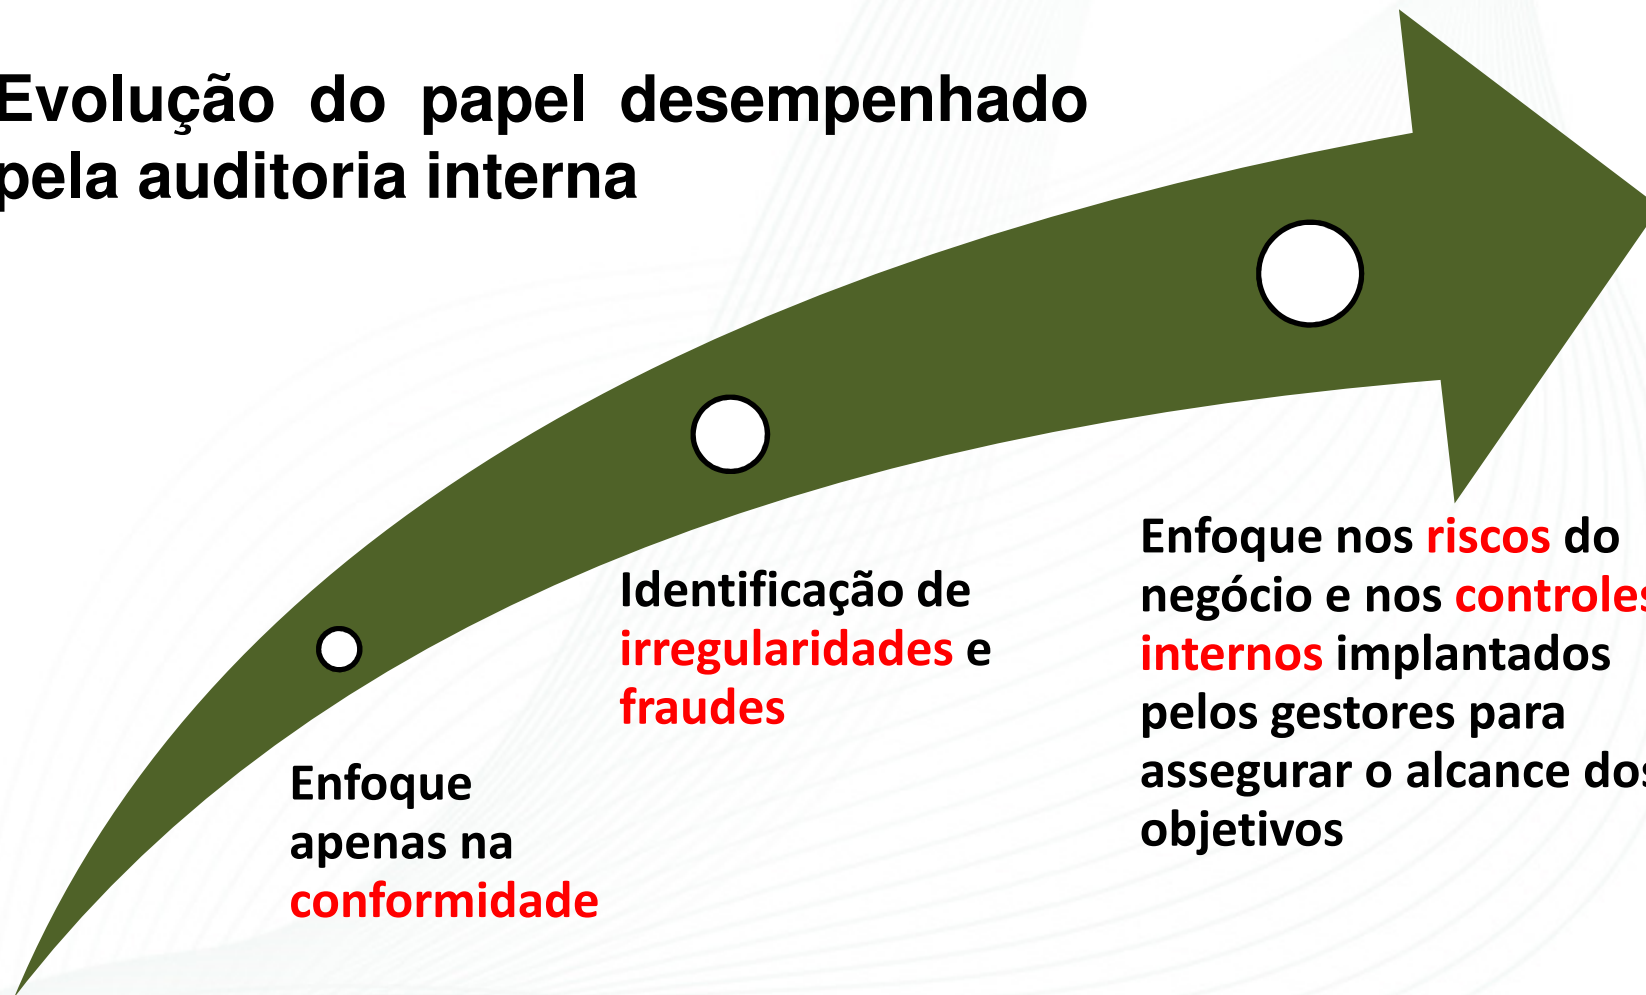 Evolução do papel desempenhado
pela auditoria interna
Enfoque
apenas na
conformidade
Identificação de
irregularidades e
fraudes
Enfoque nos riscos do
negócio e nos controles
internos implantados
pelos gestores para
assegurar o alcance dos
objetivos